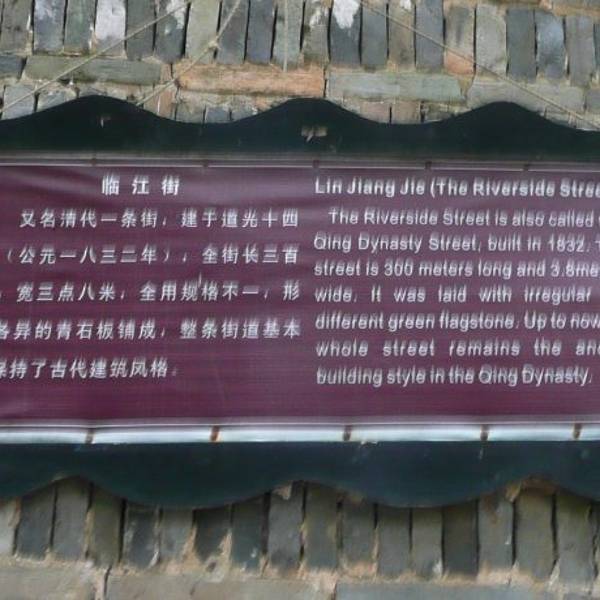 临江街
又名清代一条街，建于道光十四
（公元一八三二年），全街长三百
，宽三点八米，全用规格不一，形
各异的青石板铺成，整条街道基本
保持了古代建筑风格。
Lin Jiang Jie (The Riverside Stree
The Riverside Street is also called
Qing Dynasty Street, built in 1832. T
street is 300 meters long and 3.8me
wide. It was laid with irregular
different green flagstone. Up to now
whole street remains the anc
building style in the Qing Dynasty.